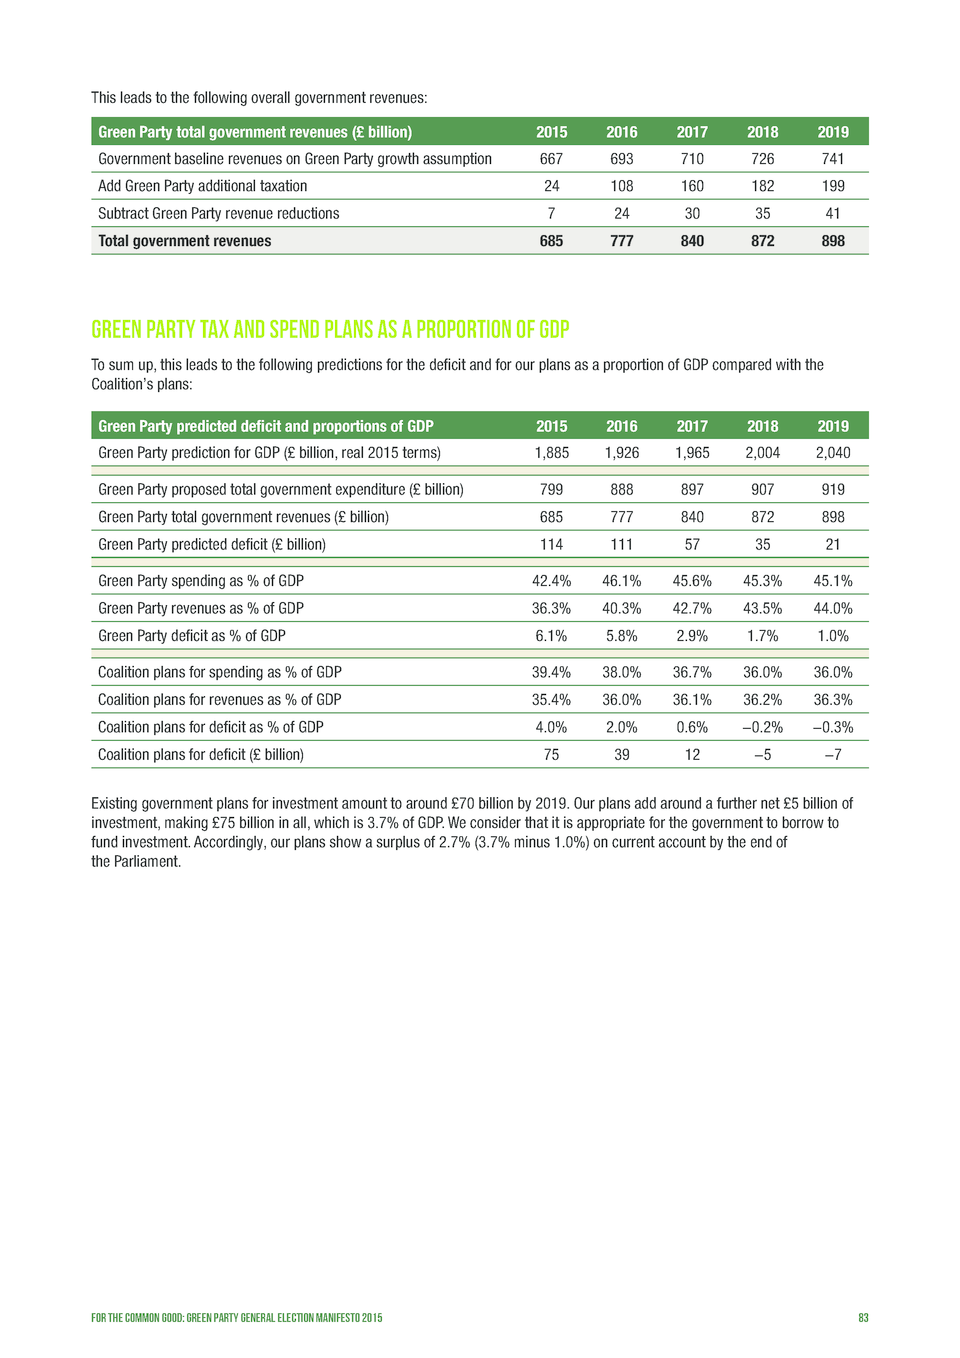 This leads to the following overall government revenues:
Green Party total government revenues (£ billion) 2015 2016 2017 2018 2019
Government baseline revenues on Green Party growth assumption 667 693 710 726 741
Add Green Party additional taxation 24 108 160 182 199
Subtract Green Party revenue reductions 7 24 30 35 41
Total government revenues 685 777 840 872 898
GREEN PARTY TAX AND SPEND PLANS AS A PROPORTION OF GDP
To sum up, this leads to the following predictions for the deficit and for our plans as a proportion of GDP compared with the
Coalition's plans:
Green Party predicted deficit and proportions of GDP 2015 2016 2017 2018 2019
Green Party prediction for GDP (£ billion, real 2015 terms) 1,885 1,926 1,965 2,004 2,040
Green Party proposed total government expenditure (£ billion) 799 888 897 907 919
Green Party total government revenues (£ billion) 685 777 840 872 898
Green Party predicted deficit (£ billion) 114 111 57 35 21
Green Party spending as % of GDP 42.4% 46.1% 45.6% 45.3% 45.1%
Green Party revenues as % of GDP 36.3% 40.3% 42.7% 43.5% 44.0%
Green Party deficit as % of GDP 6.1% 5.8% 2.9% 1.7% 1.0%
Coalition plans for spending as % of GDP 39.4% 38.0% 36.7% 36.0% 36.0%
Coalition plans for revenues as % of GDP 35.4% 36.0% 36.1% 36.2% 36.3%
Coalition plans for deficit as % of GDP 4.0% 2.0% 0.6% –0.2% –0.3%
Coalition plans for deficit (£ billion) 75 39 12 –5 –7
Existing government plans for investment amount to around £70 billion by 2019. Our plans add around a further net £5 billion of
investment, making £75 billion in all, which is 3.7% of GDP. We consider that it is appropriate for the government to borrow to
fund investment. Accordingly, our plans show a surplus of 2.7% (3.7% minus 1.0%) on current account by the end of
the Parliament.
FOR THE COMMON GOOD: GREEN PARTY GENERAL ELECTION MANIFESTO 2015 83